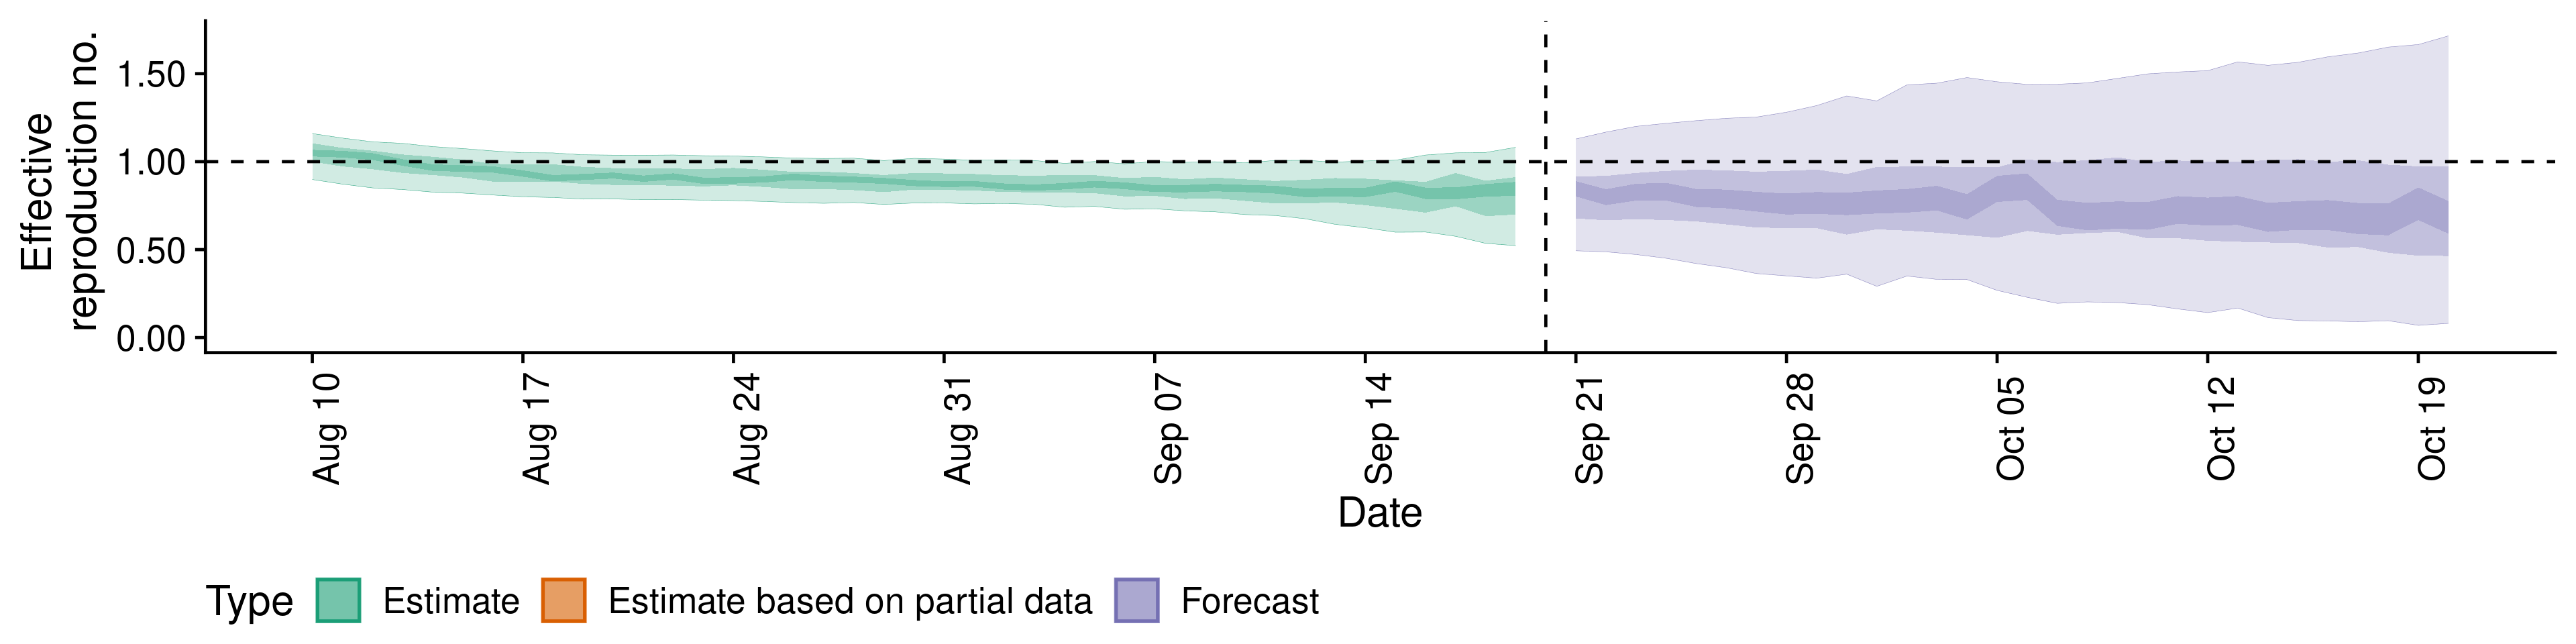 Effective
reproduction no.
1.50
1.00
0.50
0.00
Aug 10
Aug 17
Aug 24
Aug 31
Sep 07
Sep 14
Sep 21
Sep 28
Oct 05
Oct 12
Oct 19
Date
Type Estimate Estimate based on partial data Forecast